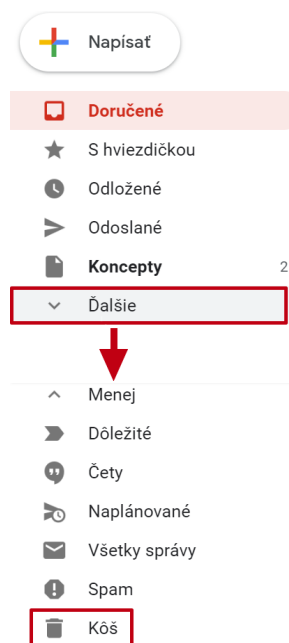 Napísať
Doručené
S hviezdičkou
Odložené
Odoslané
Koncepty 2
Ďalšie
Menej
Dôležité
Čety
Naplánované
Všetky správy
Spam
Kôš